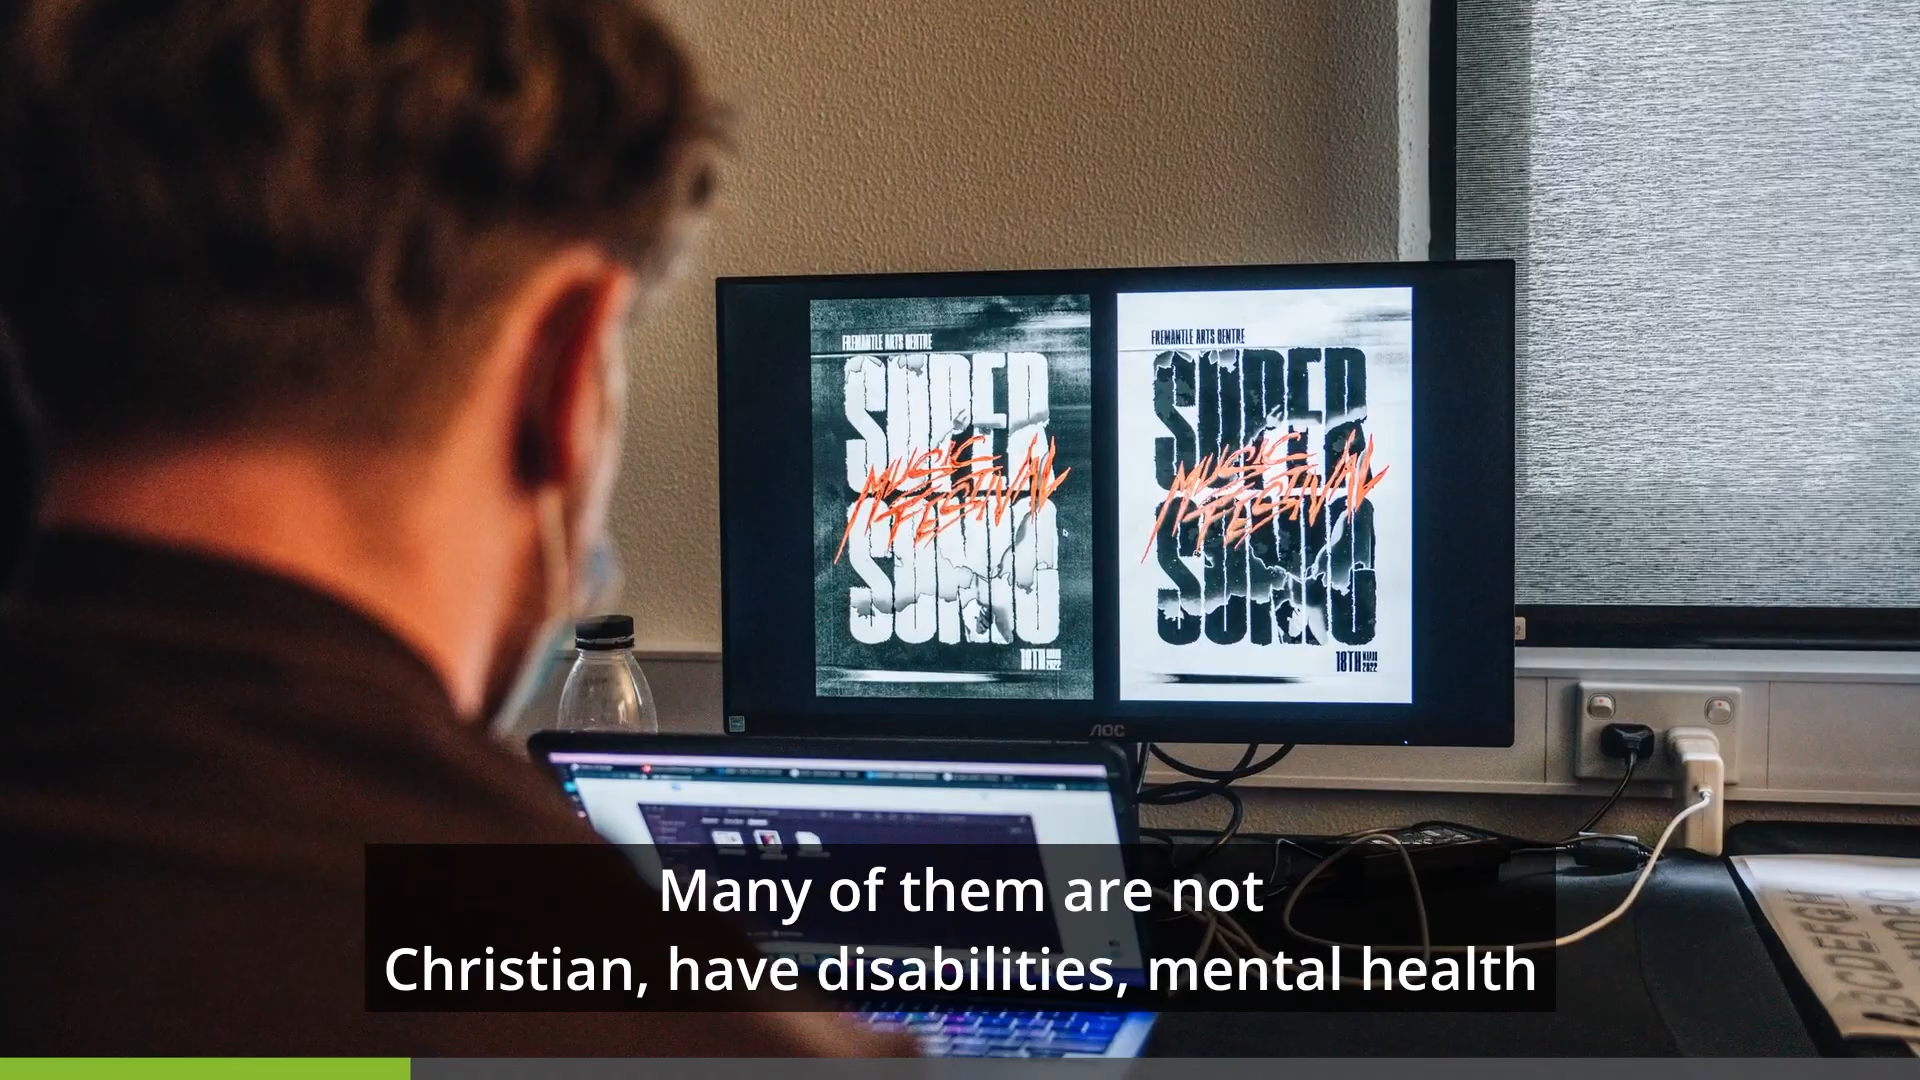 FREMANTLE ARTS CENTRE
SUPER
MUSIC
FESTIVAL
SONIC
18TH
2022
FREMANTLE ARTS CENTRE
SUPER
MUSIC
FESTIVAL
SONIC
18TH
2022
AOC
Many of them are not
Christian, have disabilities, mental health
ABCDEFGH